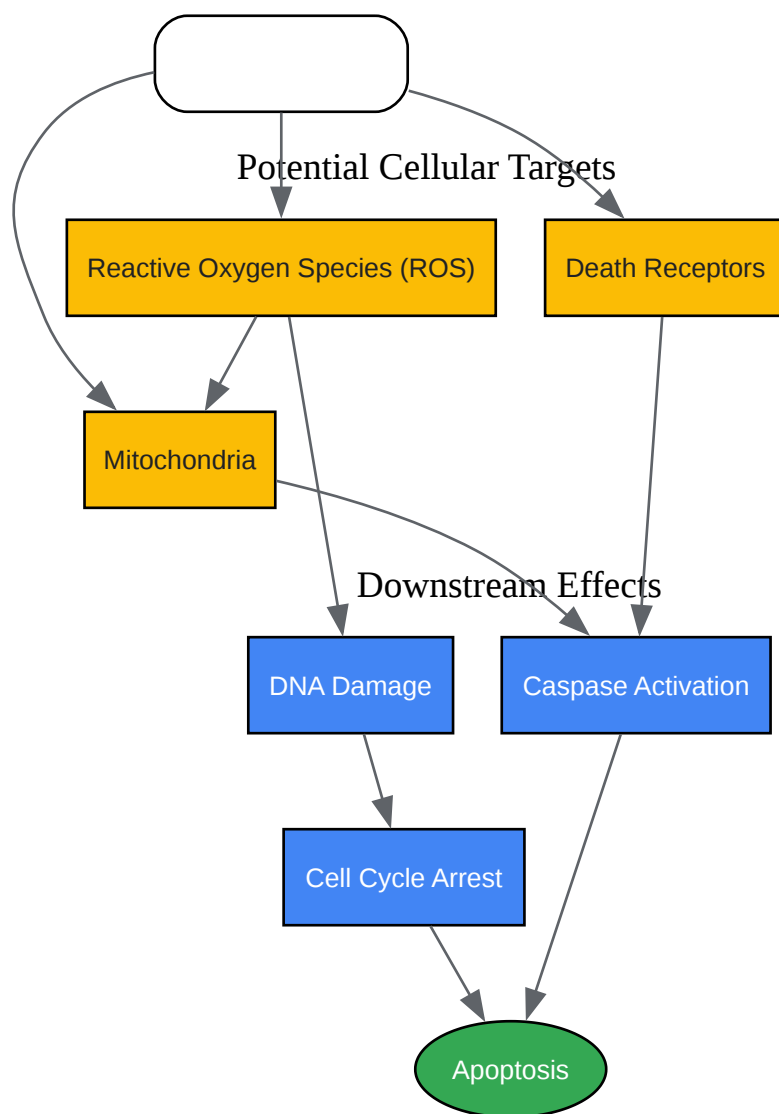 Potential Cellular Targets
Reactive Oxygen Species (ROS)
Death Receptors
Mitochondria
Downstream Effects
DNA Damage
Caspase Activation
Cell Cycle Arrest
Apoptosis